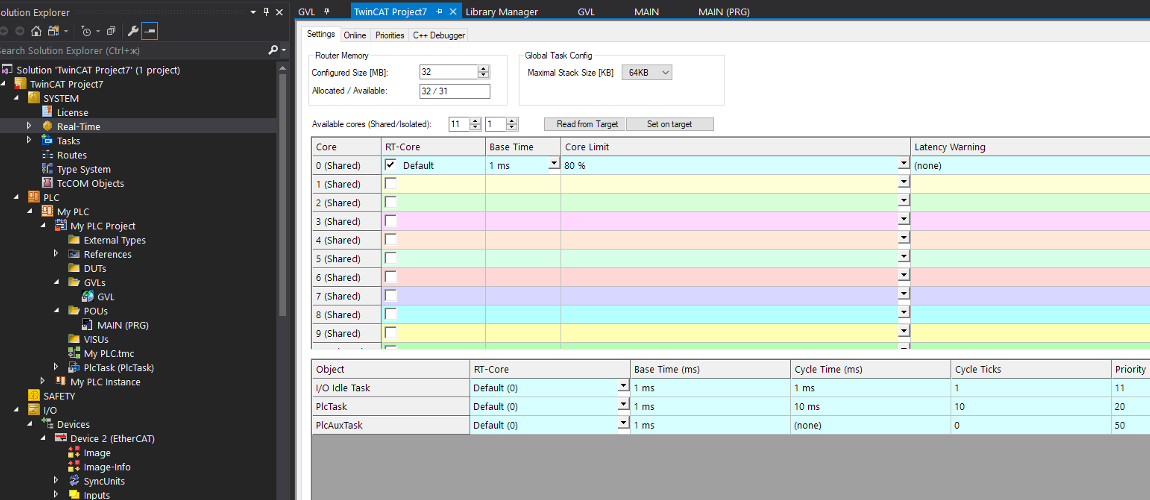 olution Explorer
Search Solution Explorer (Ctrl+ж)
Solution 'TwinCAT Project7' (1 project)
TwinCAT Project7
SYSTEM
License
Real-Time
Tasks
Routes
Type System
TcCOM Objects
PLC
My PLC
My PLC Project
External Types
References
DUTs
GVLs
GVL
POUs
MAIN (PRG)
VISUs
My PLC.tmc
PlcTask (PlcTask)
My PLC Instance
SAFETY
I/O
Devices
Device 2 (EtherCAT)
Image
Image-Info
SyncUnits
Inputs
GVL TwinCAT Project7 Library Manager GVL MAIN MAIN (PRG)
Settings Online Priorities C++ Debugger
Router Memory
Configured Size [MB]: 32
Allocated / Available: 32 / 31
Global Task Config
Maximal Stack Size [KB] 64KB
Available cores (Shared/Isolated): 11 1 Read from Target Set on target
Core RT-Core Base Time Core Limit Latency Warning
0 (Shared) Default 1 ms 80 % (none)
1 (Shared)
2 (Shared)
3 (Shared)
4 (Shared)
5 (Shared)
6 (Shared)
7 (Shared)
8 (Shared)
9 (Shared)
Object RT-Core Base Time (ms) Cycle Time (ms) Cycle Ticks Priority
I/O Idle Task Default (0) 1 ms 1 ms 1 11
PlcTask Default (0) 1 ms 10 ms 10 20
PlcAuxTask Default (0) 1 ms (none) 0 50